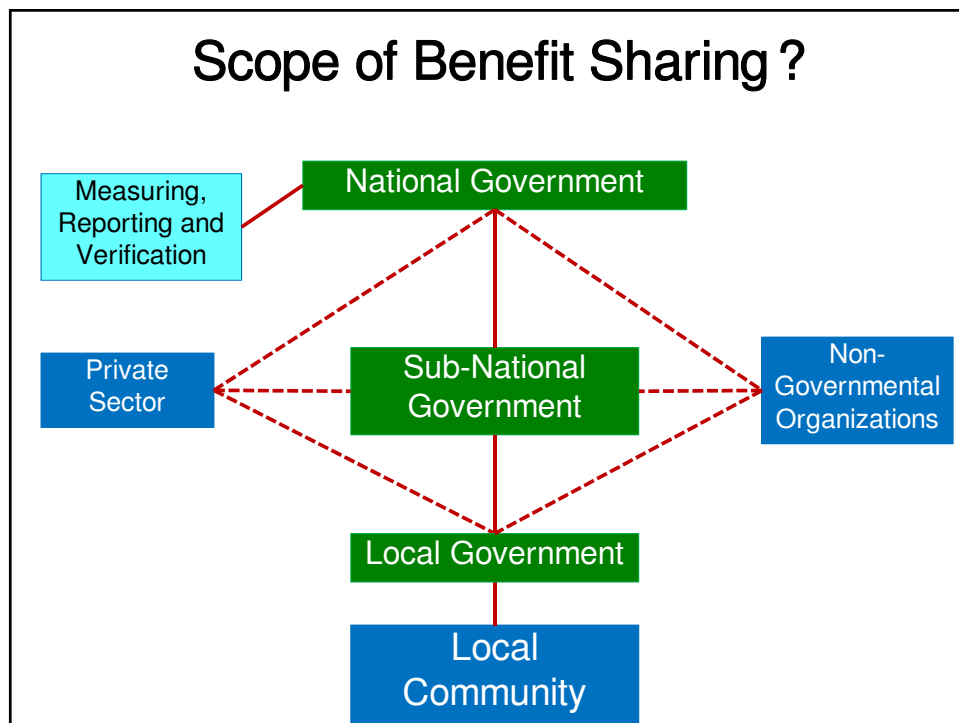 Scope of Benefit Sharing ?
Measuring,
Reporting and
Verification
National Government
Private
Sector
Sub-National
Government
Non-
Governmental
Organizations
Local Government
Local
Community